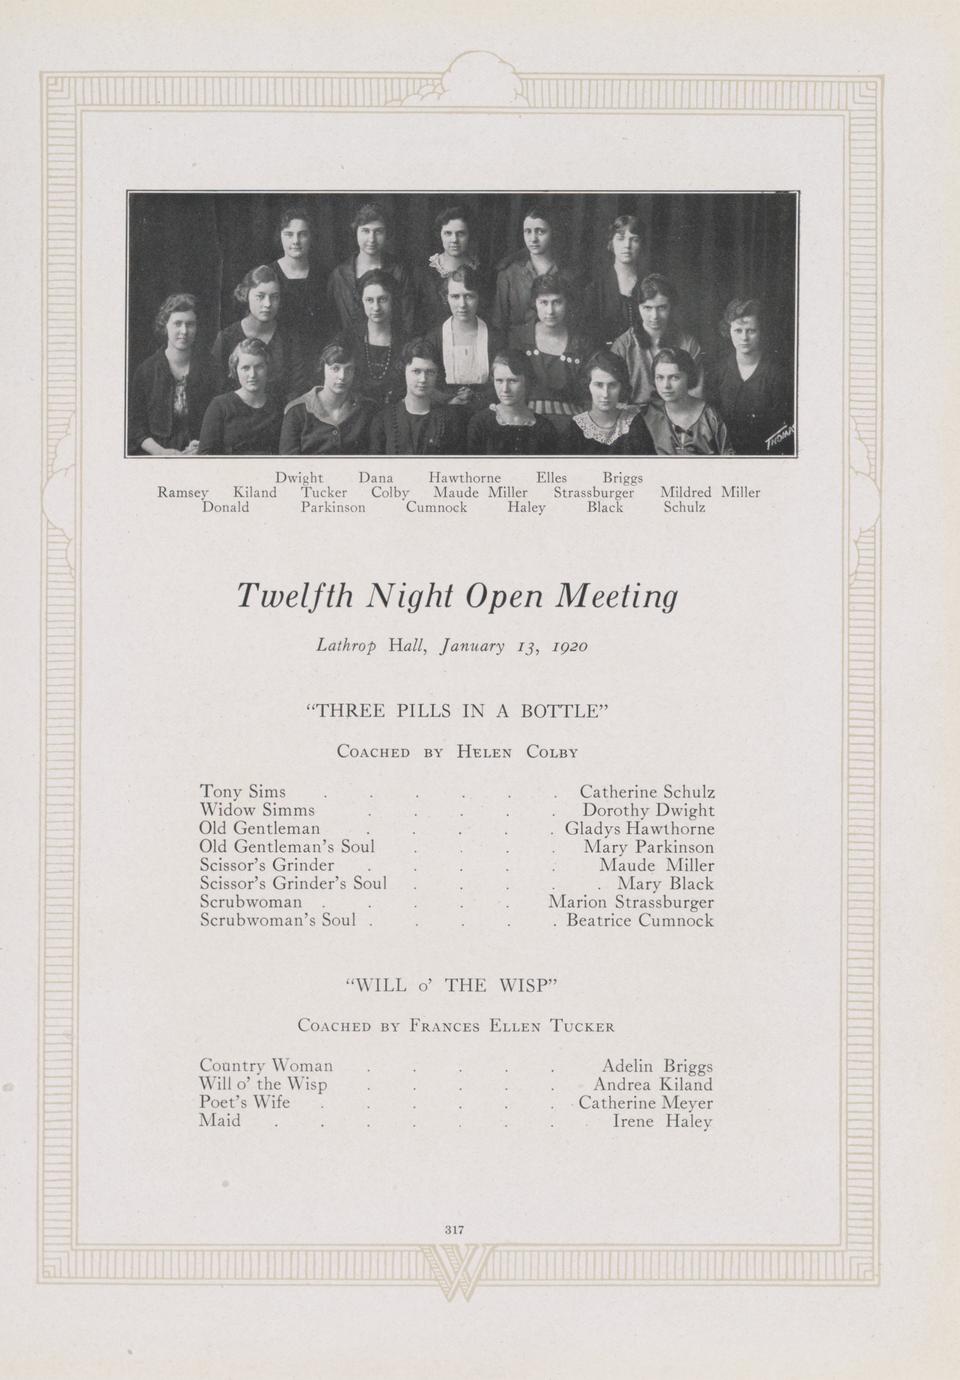 THOMAS
Dwight Dana Hawthorne Elles Briggs
Ramsey Kiland Tucker Colby Maude Miller Strassburger Mildred Miller
Donald Parkinson Cumnock Haley Black Schulz
Twelfth Night Open Meeting
Lathrop Hall, January 13, 1920
“THREE PILLS IN A BOTTLE”
COACHED BY HELEN COLBY
Tony Sims . . . . . . Catherine Schulz
Widow Simms . . . . . Dorothy Dwight
Old Gentleman . . . . . Gladys Hawthorne
Old Gentleman's Soul . . . . Mary Parkinson
Scissor's Grinder . . . . . Maude Miller
Scissor's Grinder's Soul . . . . . Mary Black
Scrubwoman . . . . . Marion Strassburger
Scrubwoman's Soul . . . . . Beatrice Cumnock
“WILL o' THE WISP”
COACHED BY FRANCES ELLEN TUCKER
Country Woman . . . . . Adelin Briggs
Will o' the Wisp . . . . . Andrea Kiland
Poet's Wife . . . . . . Catherine Meyer
Maid . . . . . . . Irene Haley
317
W